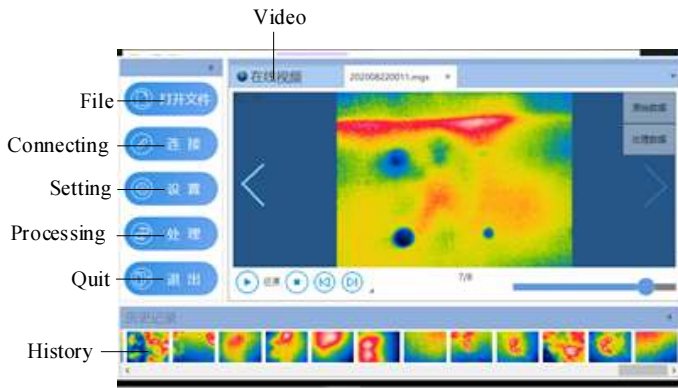 Video
在线视频
202008220011.mgs ×
File
打开文件
原始数据
Connecting
连 接
处理数据
Setting
设 置
Processing
处 理
Quit
退 出
7/8
历史记录
History